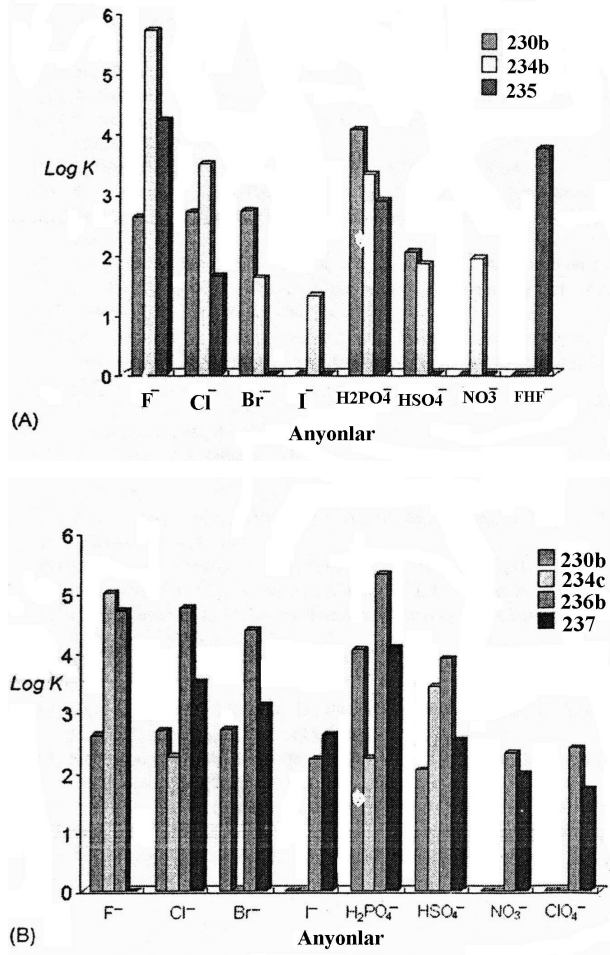 6
5
4
3
2
1
0
Log K
230b
234b
235
F⁻ Cl⁻ Br⁻ I⁻ H2PO4⁻ HSO4⁻ NO3⁻ FHF⁻
(A)
Anyonlar
6
5
4
3
2
1
0
Log K
230b
234c
236b
237
F⁻ Cl⁻ Br⁻ I⁻ H₂PO₄⁻ HSO₄⁻ NO₃⁻ ClO₄⁻
(B)
Anyonlar